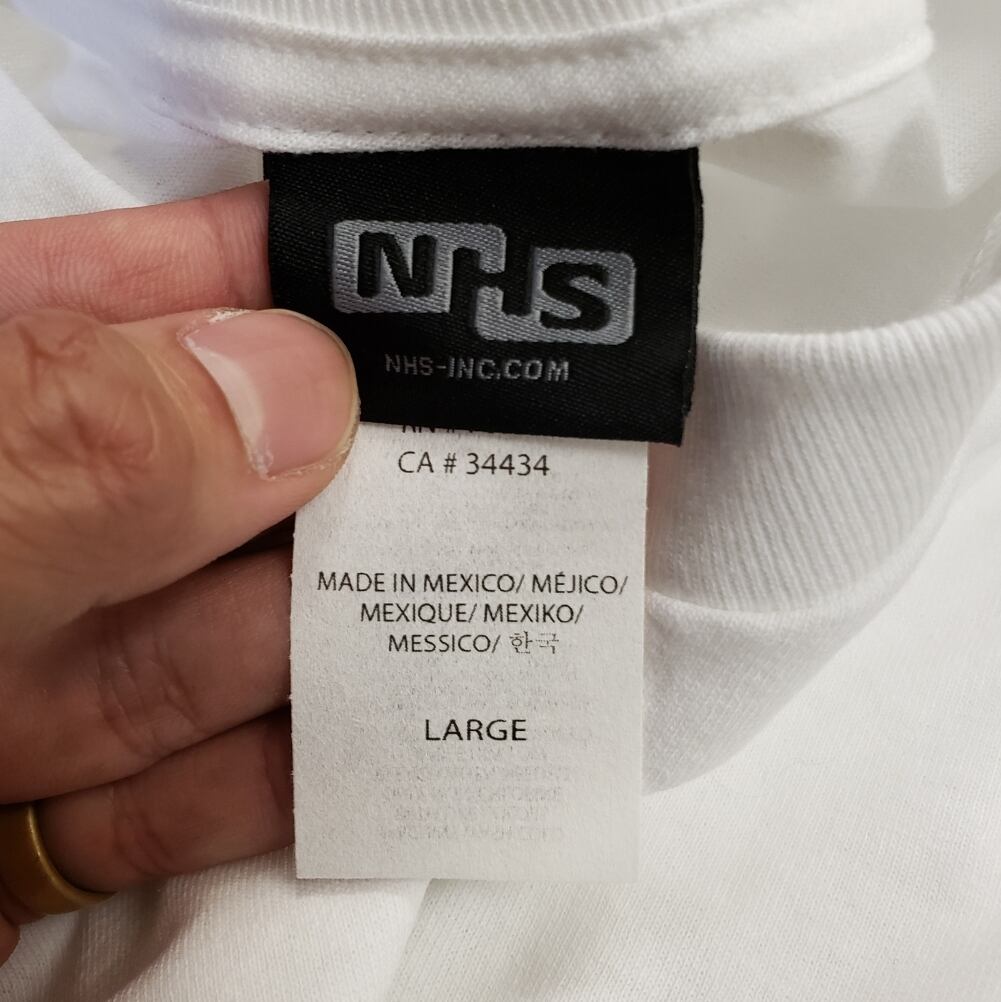 NHS
NHS-INC.COM
CA # 34434
MADE IN MEXICO/ MÉJICO/
MEXIQUE/ MEXIKO/
MESSICO/ 한국
LARGE